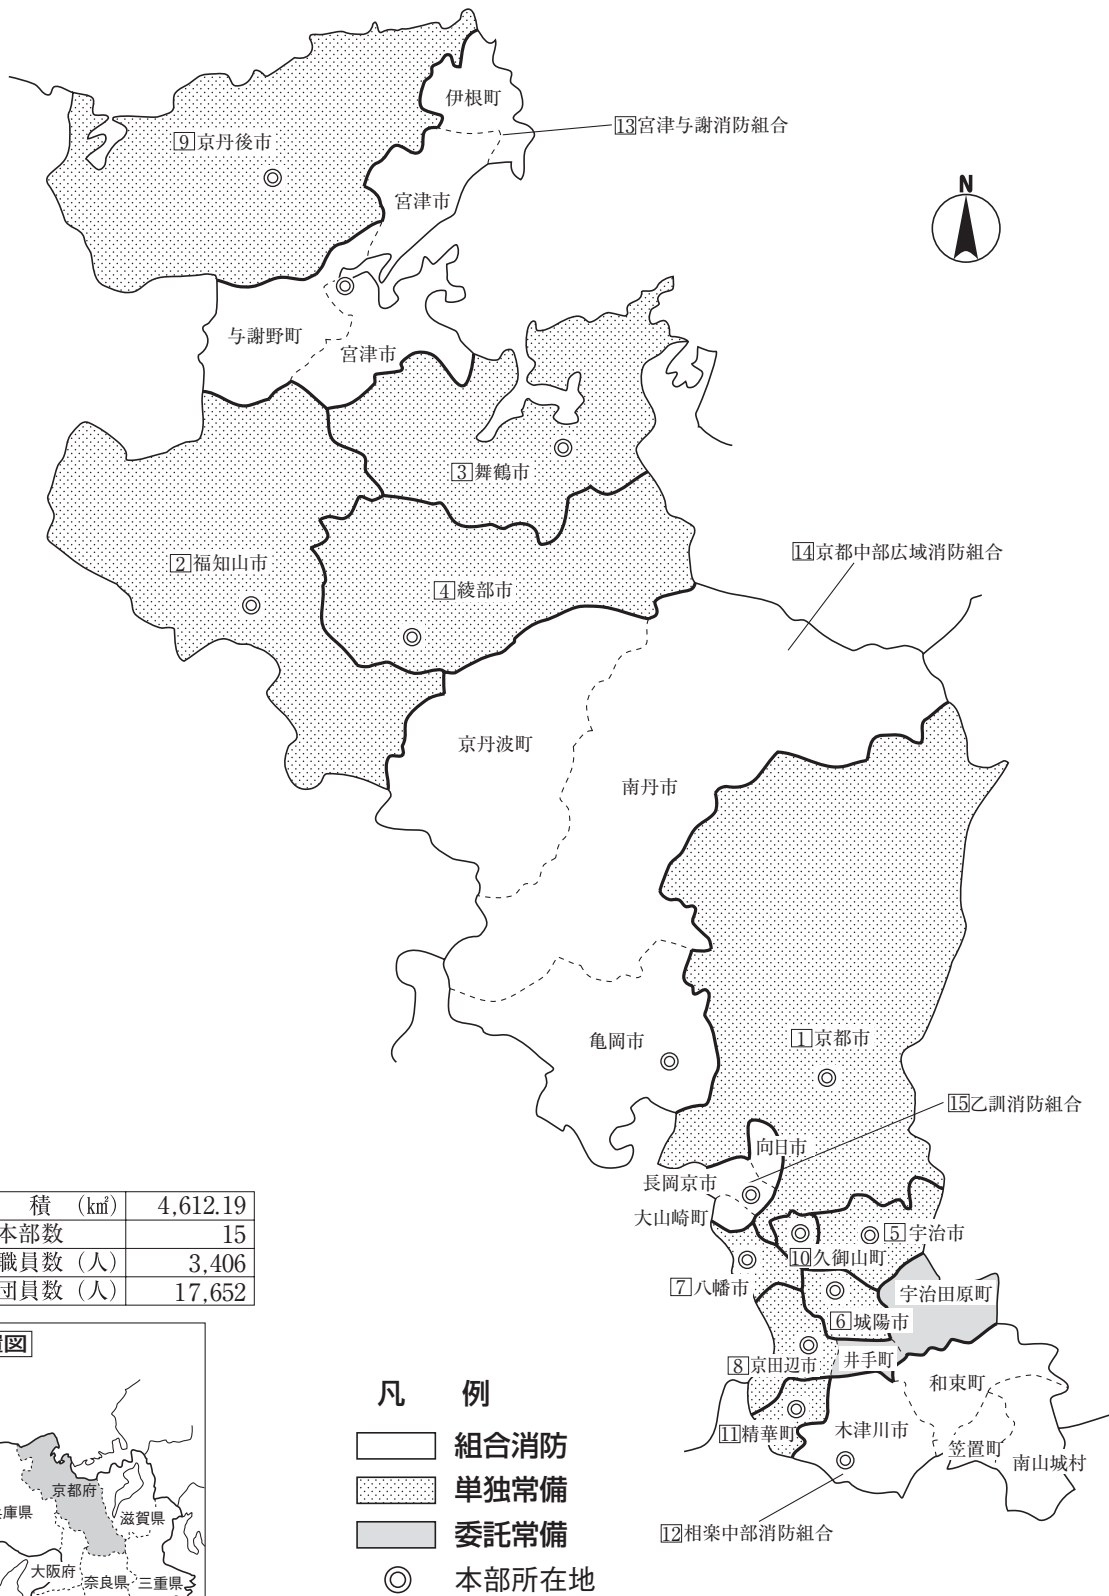 伊根町
13宮津与謝消防組合
9京丹後市
N
宮津市
与謝野町
宮津市
3舞鶴市
14京都中部広域消防組合
2福知山市
4綾部市
京丹波町
南丹市
亀岡市
1京都市
15乙訓消防組合
向日市
長岡京市
大山崎町
5宇治市
10久御山町
7八幡市
宇治田原町
6城陽市
井手町
8京田辺市
和束町
11精華町
木津川市
笠置町
南山城村
12相楽中部消防組合
積 (㎢) 4,612.19
本部数 15
職員数(人) 3,406
団員数(人) 17,652
置図
京都府
兵庫県
滋賀県
大阪府
奈良県
三重県
凡 例
組合消防
単独常備
委託常備
本部所在地